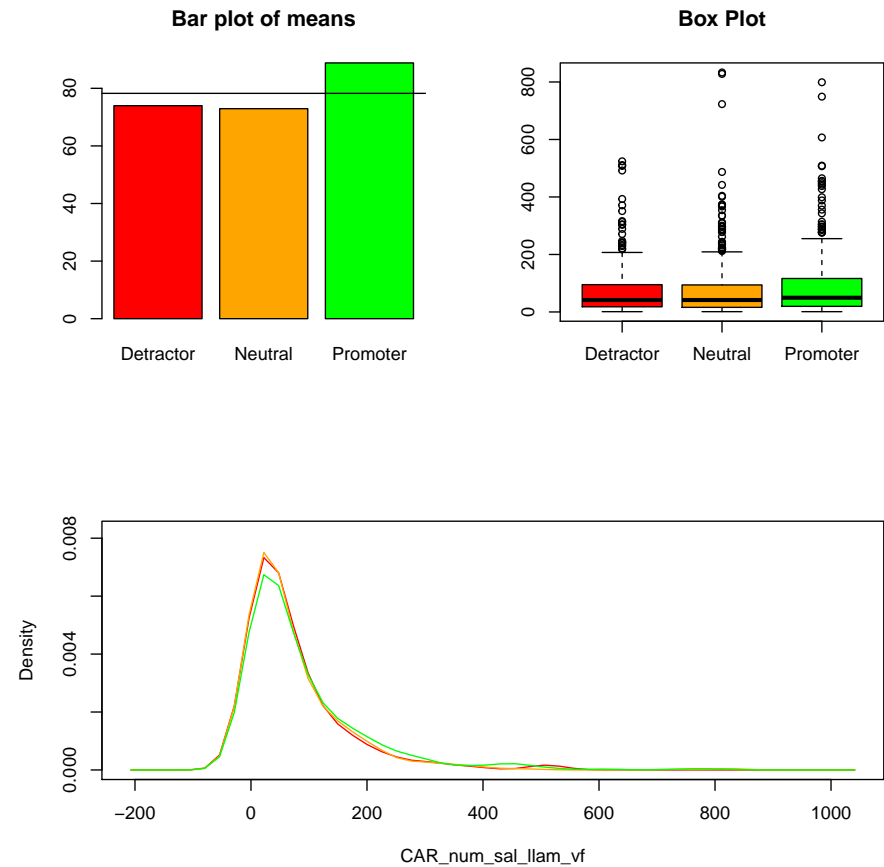 Bar plot of means
80
60
40
20
0
Detractor Neutral Promoter
Box Plot
800
600
400
200
0
Detractor Neutral Promoter
0.008
0.004
0.000
Density
−200 0 200 400 600 800 1000
CAR_num_sal_llam_vf